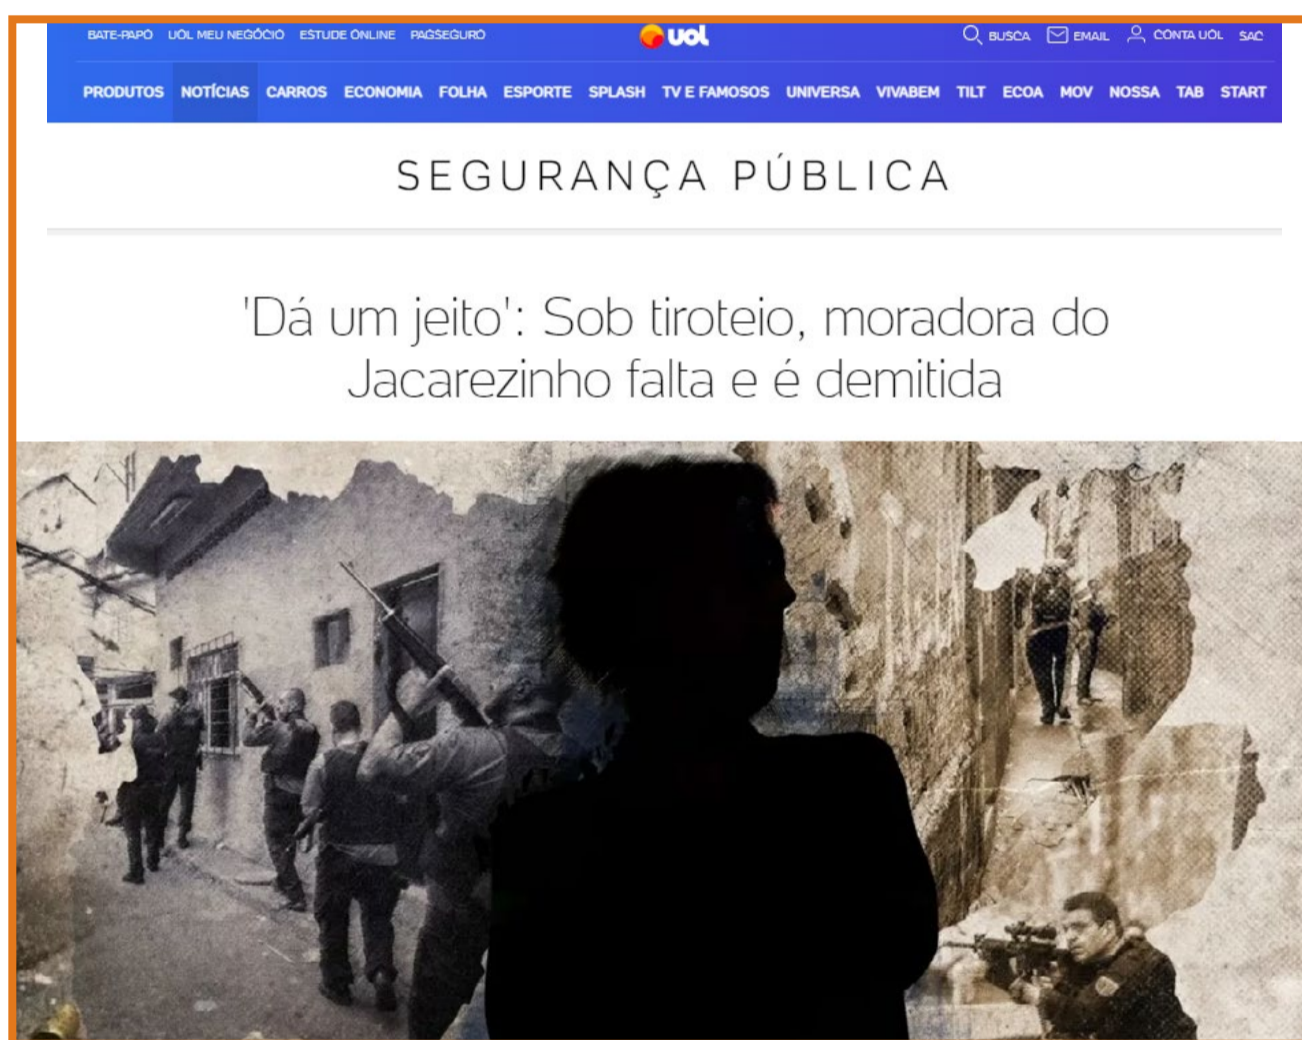 BATE-PAPO UOL MEU NEGÓCIO ESTUDE ONLINE PAGSEGURO uol BUSCA EMAIL CONTA UOL SAC
PRODUTOS NOTÍCIAS CARROS ECONOMIA FOLHA ESPORTE SPLASH TV E FAMOSOS UNIVERSA VIVABEM TILT ECOA MOV NOSSA TAB START
SEGURANÇA PÚBLICA
'Dá um jeito': Sob tiroteio, moradora do
Jacarezinho falta e é demitida